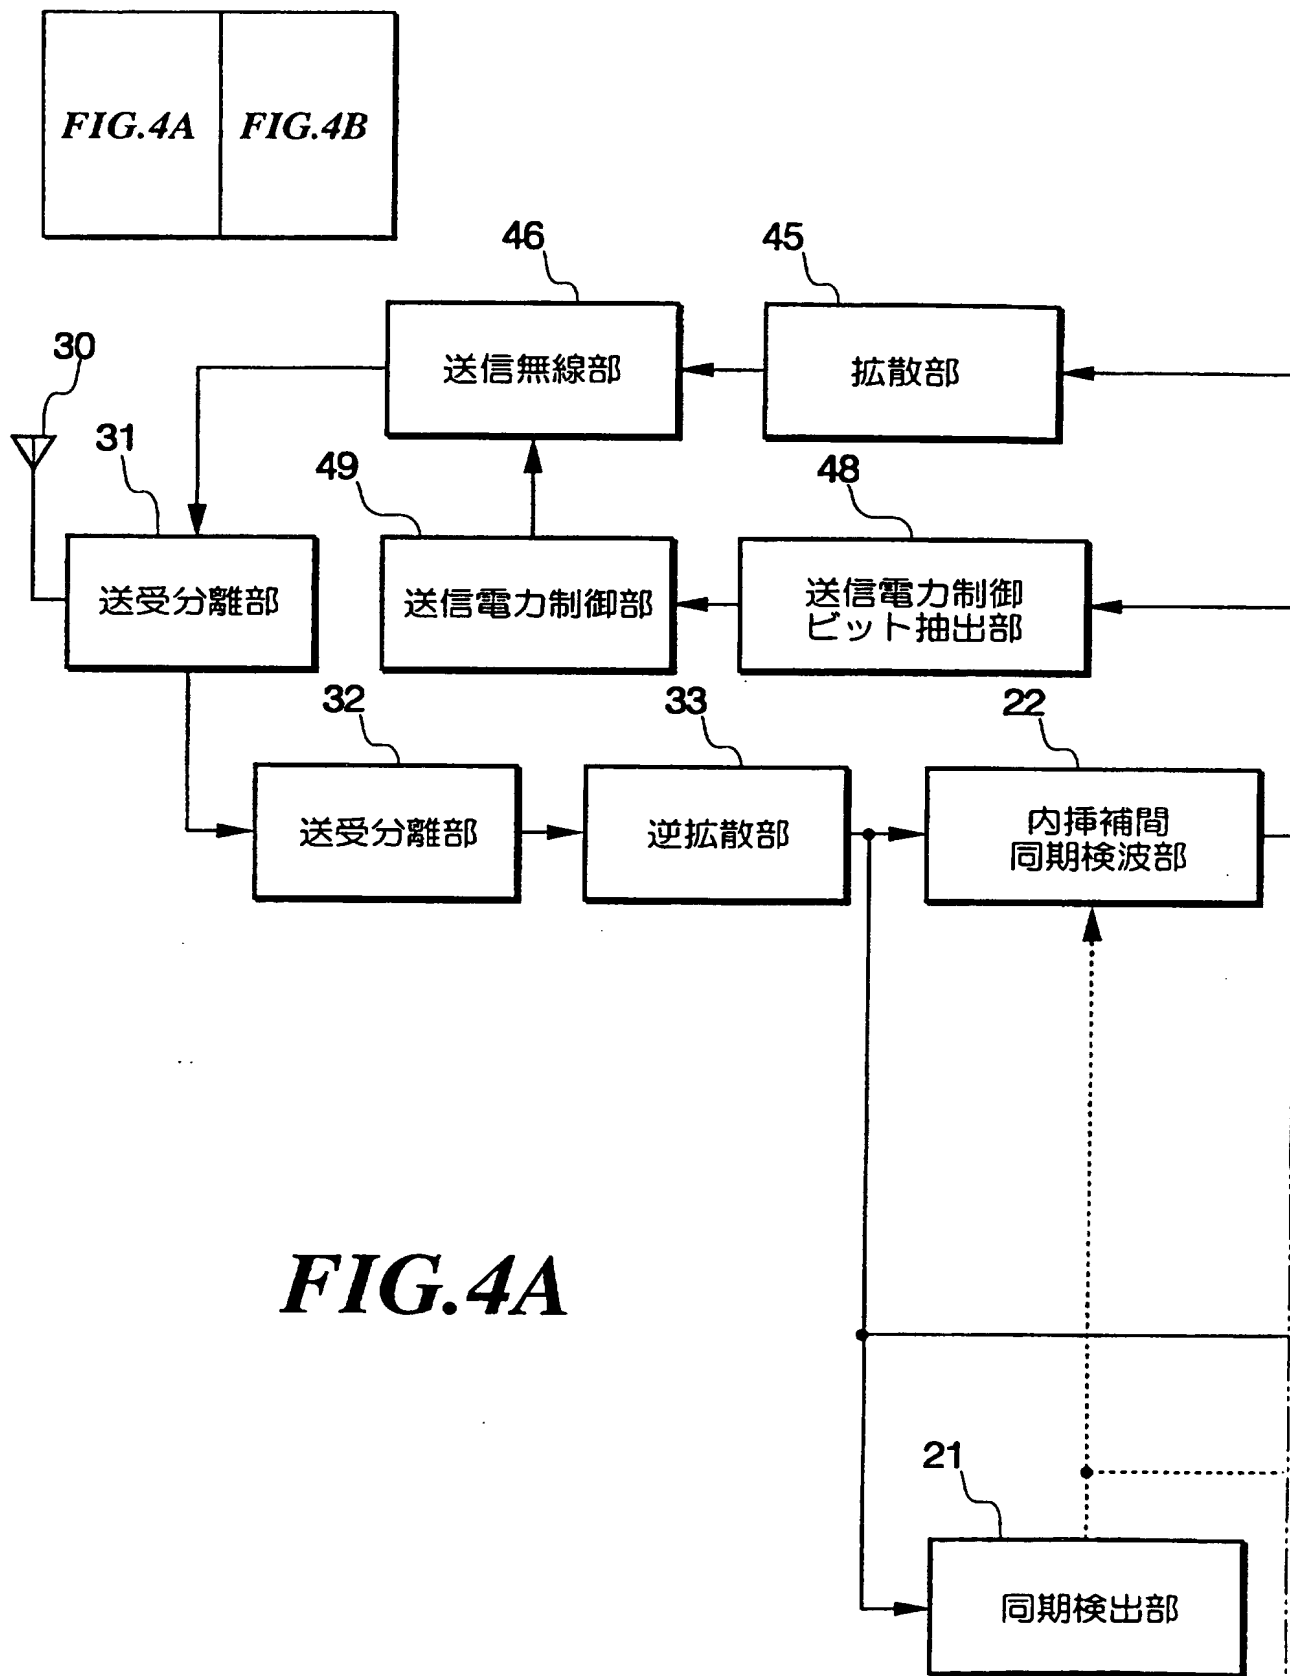 FIG.4A FIG.4B
46
45
送信無線部
拡散部
30
31
49
48
送受分離部
送信電力制御部
送信電力制御
ビット抽出部
32
33
22
送受分離部
逆拡散部
内挿補間
同期検波部
FIG.4A
21
同期検出部